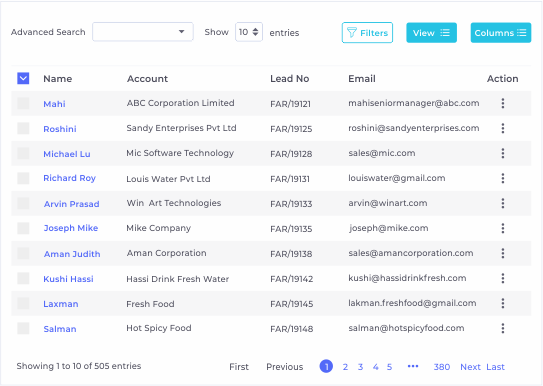 Advanced Search Show 10 entries Filters View Columns
Name Account Lead No Email Action
Mahi ABC Corporation Limited FAR/19121 mahiseniormanager@abc.com
Roshini Sandy Enterprises Pvt Ltd FAR/19125 roshini@sandyenterprises.com
Michael Lu Mic Software Technology FAR/19128 sales@mic.com
Richard Roy Louis Water Pvt Ltd FAR/19131 louiswater@gmail.com
Arvin Prasad Win Art Technologies FAR/19133 arvin@winart.com
Joseph Mike Mike Company FAR/19135 joseph@mike.com
Aman Judith Aman Corporation FAR/19138 sales@amancorporation.com
Kushi Hassi Hassi Drink Fresh Water FAR/19142 kushi@hassidrinkfresh.com
Laxman Fresh Food FAR/19145 lakman.freshfood@gmail.com
Salman Hot Spicy Food FAR/19148 salman@hotspicyfood.com
Showing 1 to 10 of 505 entries First Previous 1 2 3 4 5 ••• 380 Next Last